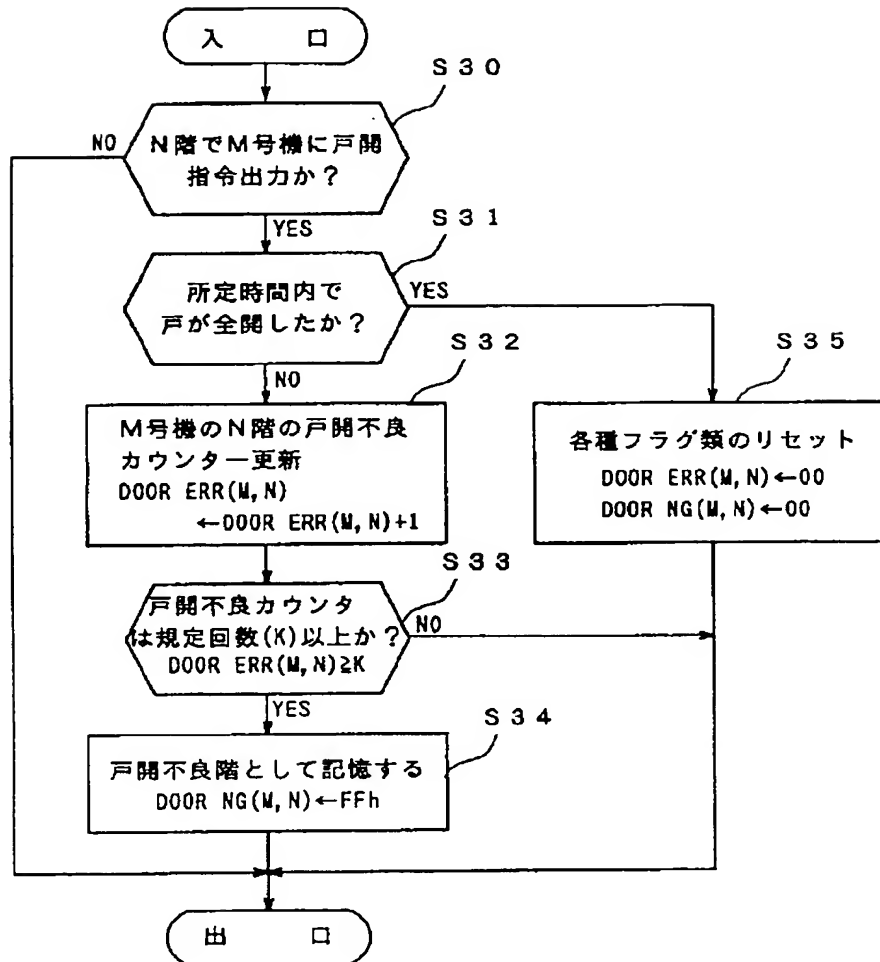 入 口
S30
N階でM号機に戸開
指令出力か?
NO
YES
S31
所定時間内で
戸が全開したか?
YES
NO
S32
M号機のN階の戸開不良
カウンター更新
DOOR ERR(M,N)
←DOOR ERR(M,N)+1
S35
各種フラグ類のリセット
DOOR ERR(M,N)←00
DOOR NG(M,N)←00
S33
戸開不良カウンタ
は規定回数(K)以上か?
DOOR ERR(M,N)≧K
NO
YES
S34
戸開不良階として記憶する
DOOR NG(M,N)←FFh
出 口